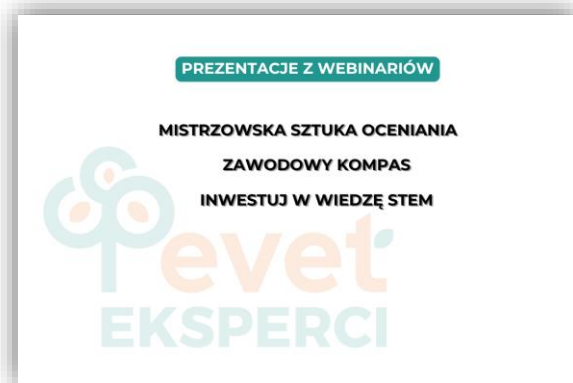 PREZENTACJE Z WEBINARIÓW
MISTRZOWSKA SZTUKA OCENIANIA
ZAWODOWY KOMPAS
INWESTUJ W WIEDZĘ STEM
evet
EKSPERCI